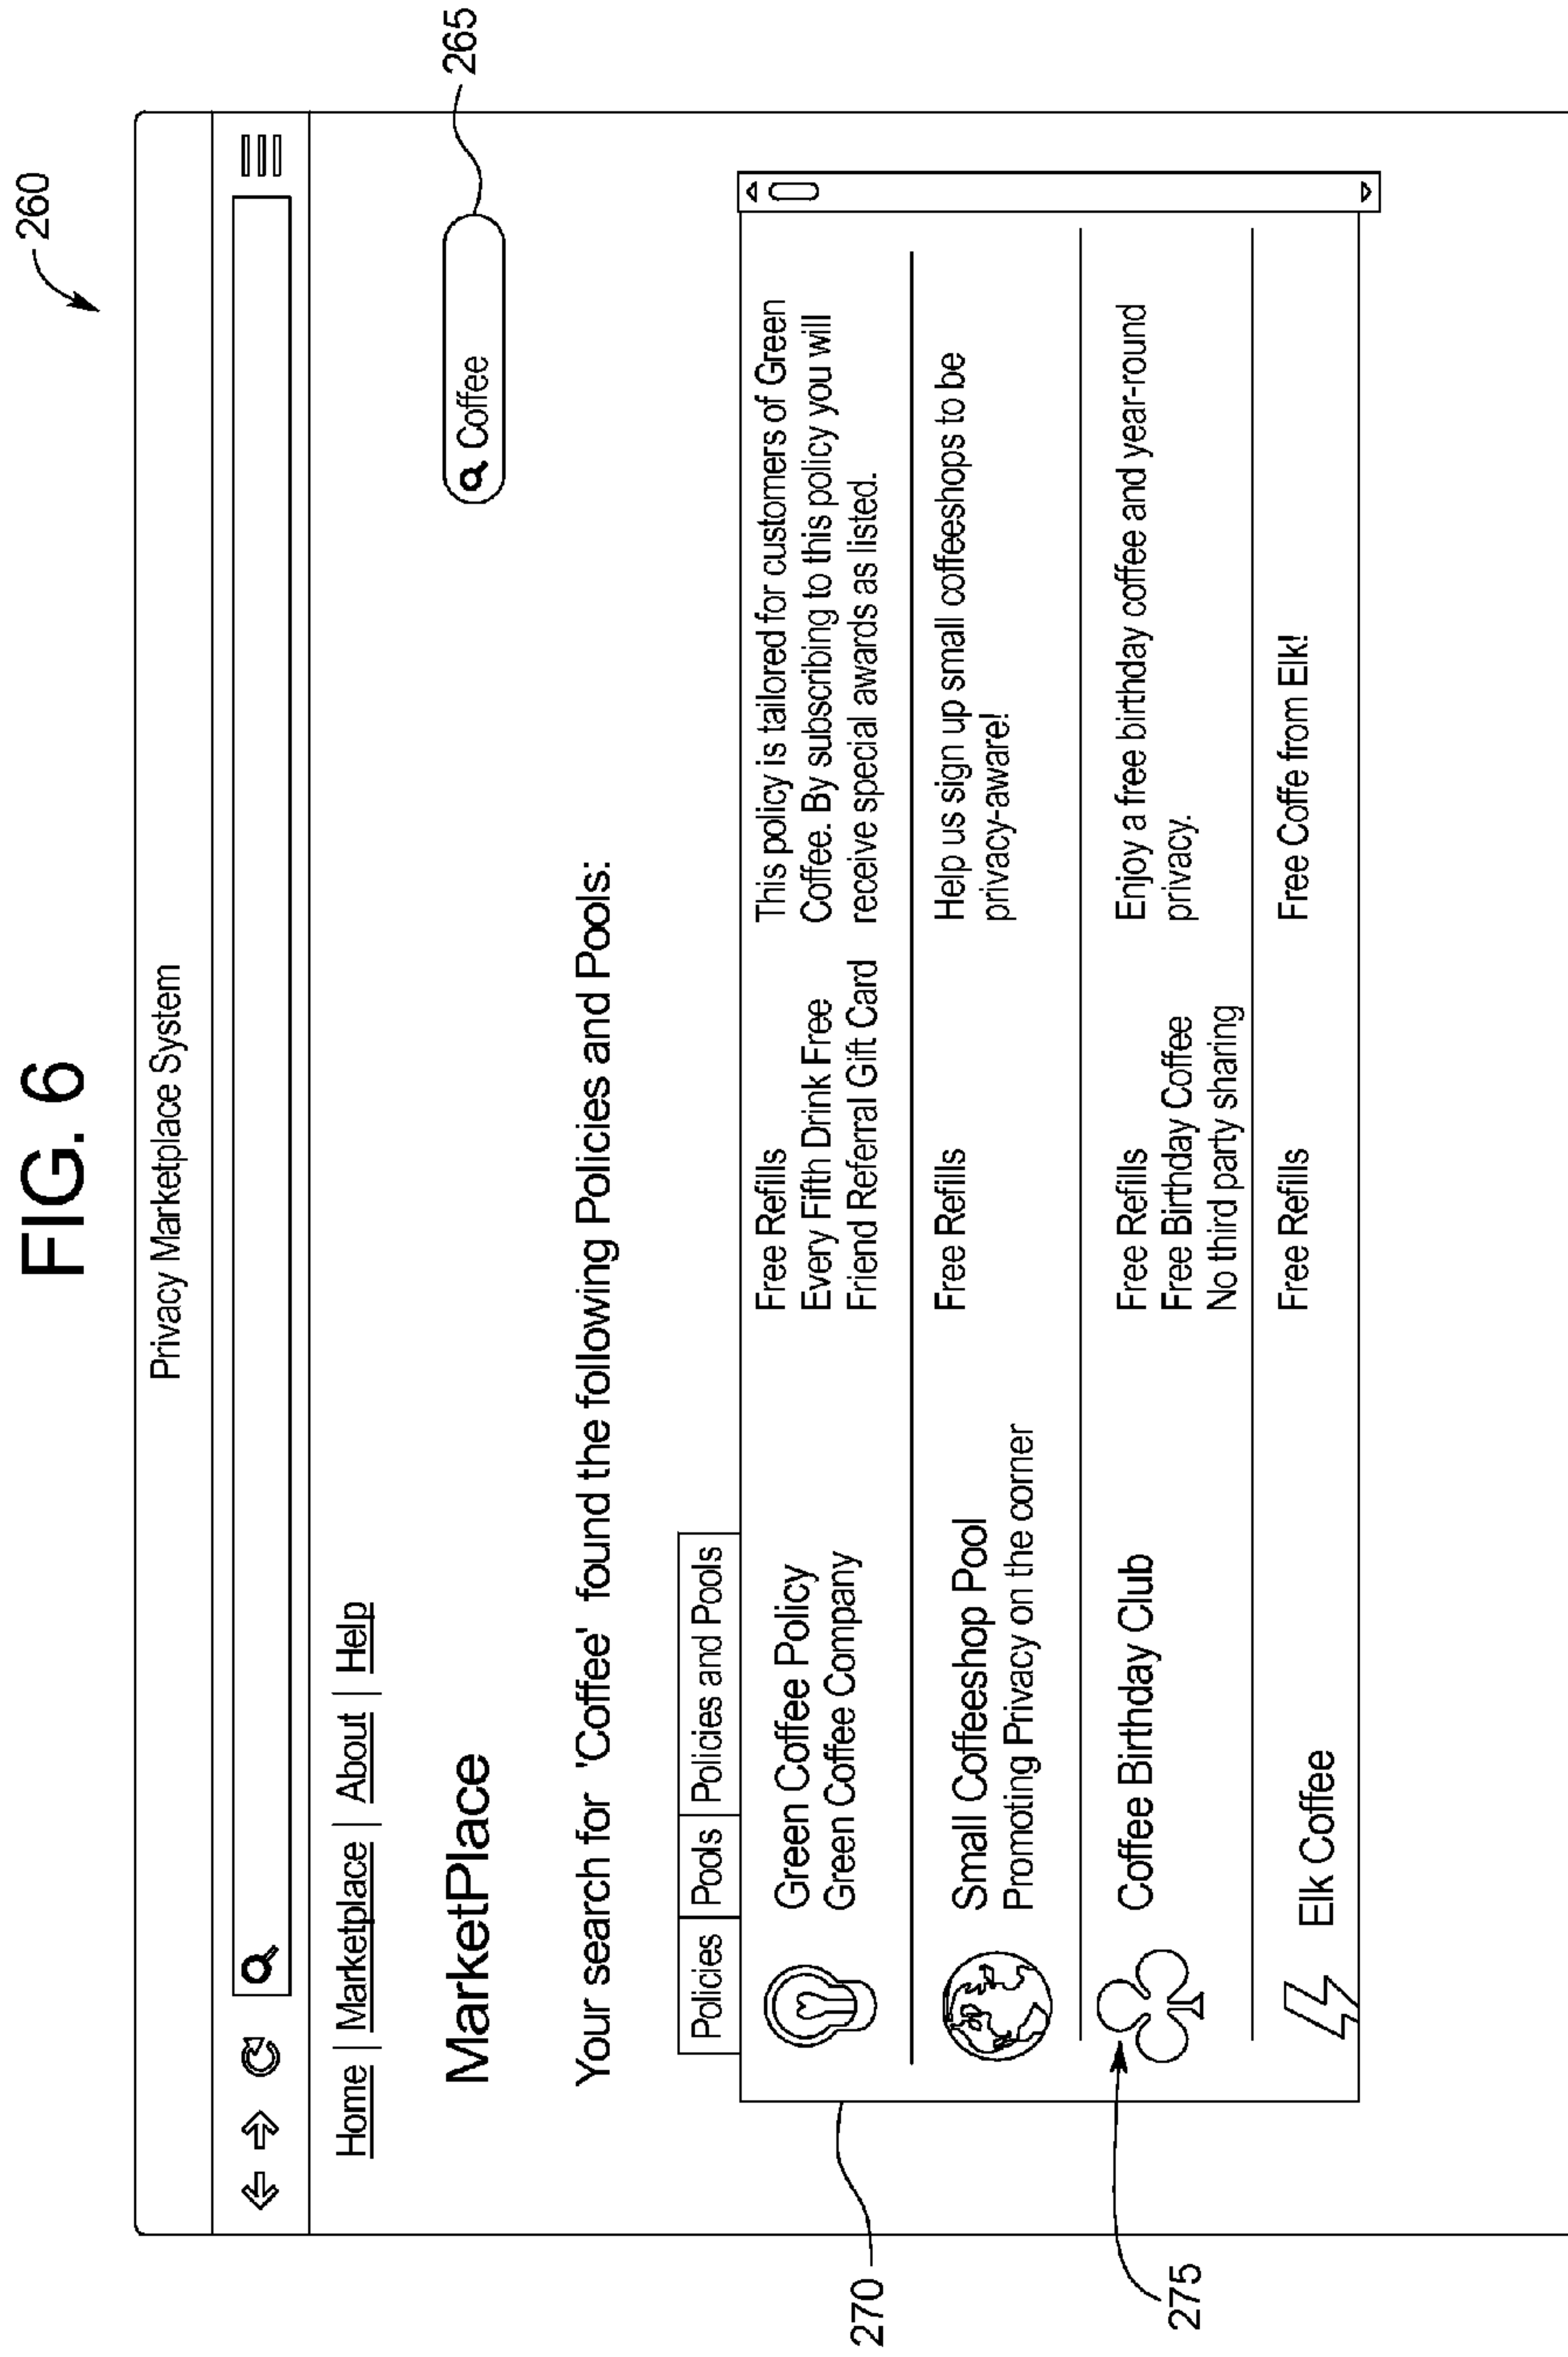 FIG. 6
260
Privacy Marketplace System
Home | Marketplace | About | Help
MarketPlace
Coffee
265
Your search for 'Coffee' found the following Policies and Pools:
Policies
Pools
Policies and Pools
270
Green Coffee Policy
Green Coffee Company
Free Refills
Every Fifth Drink Free
Friend Referral Gift Card
This policy is tailored for customers of Green
Coffee. By subscribing to this policy you will
receive special awards as listed.
Small Coffeeshop Pool
Promoting Privacy on the corner
Free Refills
Help us sign up small coffeeshops to be
privacy-aware!
275
Coffee Birthday Club
Free Refills
Free Birthday Coffee
No third party sharing
Enjoy a free birthday coffee and year-round
privacy.
Elk Coffee
Free Refills
Free Coffe from Elk!